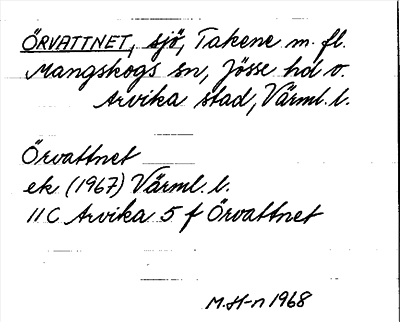 ÖRVATTNET, sjö, Takene m. fl.
Mangskogs sn, Jösse hd o.
Arvika stad, Värml. l.
Örvattnet
ek (1967) Värml. l.
11C Arvika 5 f Örvattnet
M. H-n 1968